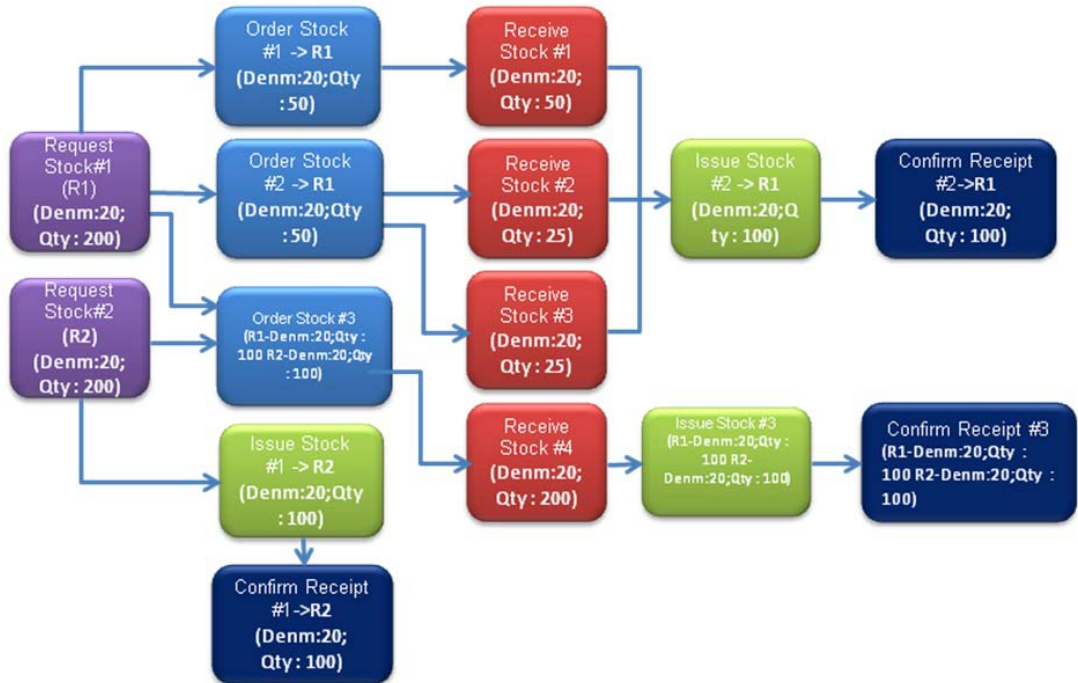 Order Stock
#1 -> R1
(Denm:20;Qty
: 50)
Receive
Stock #1
(Denm:20;
Qty : 50)
Request
Stock#1
(R1)
(Denm:20;
Qty : 200)
Order Stock
#2 -> R1
(Denm:20;Qty
: 50)
Receive
Stock #2
(Denm:20;
Qty : 25)
Issue Stock
#2 -> R1
(Denm:20;Q
ty : 100)
Confirm Receipt
#2->R1
(Denm:20;
Qty : 100)
Request
Stock#2
(R2)
(Denm:20;
Qty : 200)
Order Stock #3
(R1-Denm:20;Qty :
100 R2-Denm:20;Qty
: 100)
Receive
Stock #3
(Denm:20;
Qty : 25)
Issue Stock
#1 -> R2
(Denm:20;Qty
: 100)
Receive
Stock #4
(Denm:20;
Qty : 200)
Issue Stock #3
(R1-Denm:20;Qty :
100 R2-
Denm:20;Qty : 100)
Confirm Receipt #3
(R1-Denm:20;Qty :
100 R2-Denm:20;Qty :
100)
Confirm Receipt
#1 ->R2
(Denm:20;
Qty : 100)